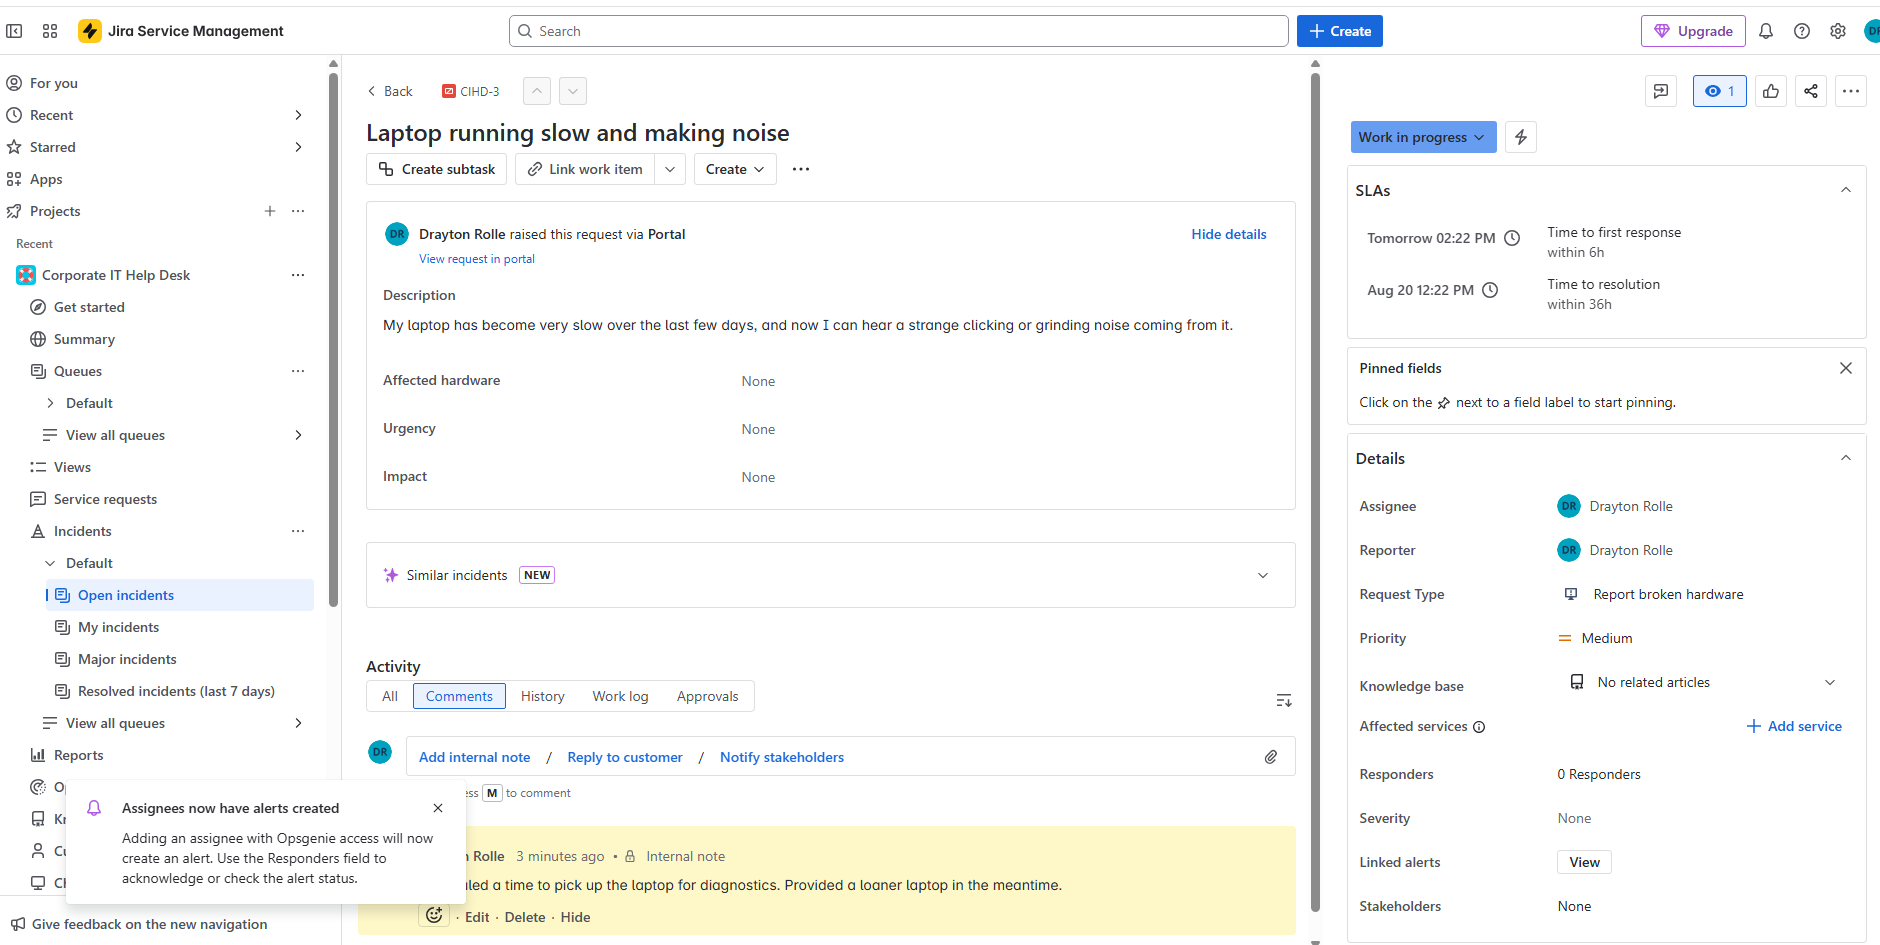 Jira Service Management
Search
Create
Upgrade
DR
For you
Recent
Starred
Apps
Projects
Recent
Corporate IT Help Desk
Get started
Summary
Queues
Default
View all queues
Views
Service requests
Incidents
Default
Open incidents
My incidents
Major incidents
Resolved incidents (last 7 days)
View all queues
Reports
Give feedback on the new navigation
Assignees now have alerts created
Adding an assignee with Opsgenie access will now
create an alert. Use the Responders field to
acknowledge or check the alert status.
Back
CIHD-3
Laptop running slow and making noise
Create subtask
Link work item
Create
DR
Drayton Rolle raised this request via Portal
Hide details
View request in portal
Description
My laptop has become very slow over the last few days, and now I can hear a strange clicking or grinding noise coming from it.
Affected hardware None
Urgency None
Impact None
Similar incidents NEW
Activity
All Comments History Work log Approvals
DR
Add internal note / Reply to customer / Notify stakeholders
M to comment
Rolle 3 minutes ago • Internal note
a time to pick up the laptop for diagnostics. Provided a loaner laptop in the meantime.
· Edit · Delete · Hide
1
Work in progress
SLAs
Tomorrow 02:22 PM
Time to first response
within 6h
Aug 20 12:22 PM
Time to resolution
within 36h
Pinned fields
Click on the next to a field label to start pinning.
Details
Assignee DR Drayton Rolle
Reporter DR Drayton Rolle
Request Type Report broken hardware
Priority Medium
Knowledge base No related articles
Affected services Add service
Responders 0 Responders
Severity None
Linked alerts View
Stakeholders None